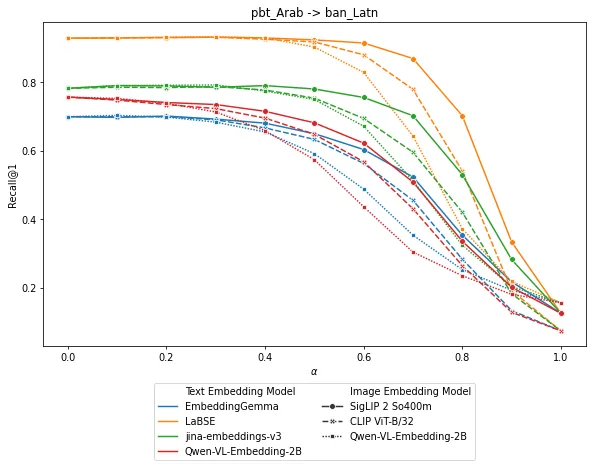 pbt_Arab -> ban_Latn
Recall@1
0.8
0.6
0.4
0.2
0.0 0.2 0.4 0.6 0.8 1.0
α
Text Embedding Model Image Embedding Model
EmbeddingGemma SigLIP 2 So400m
LaBSE CLIP ViT-B/32
jina-embeddings-v3 Qwen-VL-Embedding-2B
Qwen-VL-Embedding-2B